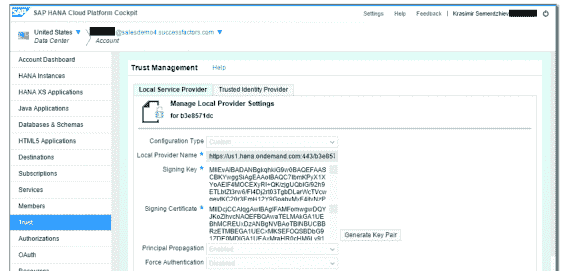 SAP SAP HANA Cloud Platform Cockpit
Settings Help Feedback | Krasimir Semerdzhiev
United States @salesdemo4.successfactors.com
Data Center Account
Account Dashboard
HANA Instances
HANA XS Applications
Java Applications
Databases & Schemas
HTML5 Applications
Destinations
Subscriptions
Services
Members
Trust
Authorizations
OAuth
Trust Management Help
Local Service Provider Trusted Identity Provider
Manage Local Provider Settings
for b3e8571dc
Configuration Type Custom
Local Provider Name * https://us1.hana.ondemand.com:443/b3e857
Signing Key *
Signing Certificate *
Generate Key Pair
Principal Propagation Enabled
Force Authentication Disabled